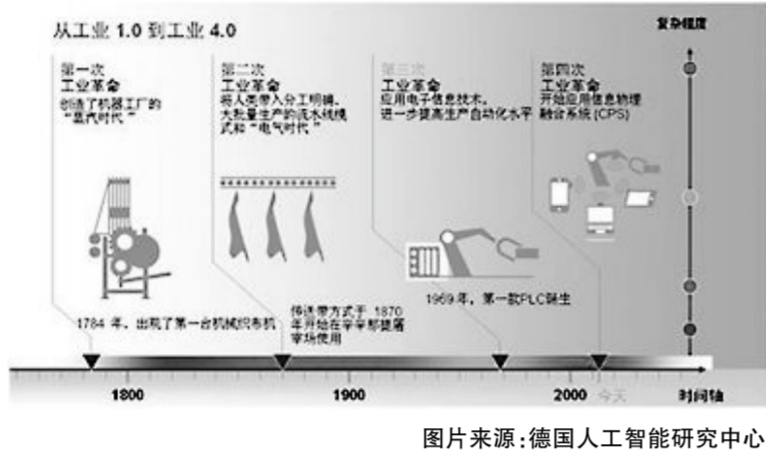 从工业 1.0 到工业 4.0
复杂程度
第一次
工业革命
创造了机器工厂的
“蒸汽时代”
第二次
工业革命
将人类带入分工明确、
大批量生产的流水线模
式和“电气时代”
第三次
工业革命
应用电子信息技术,
进一步提高生产自动化水平
第四次
工业革命
开始应用信息物理
融合系统 (CPS)
1784 年，出现了第一台机械织布机
传送带方式于 1870
年开始在辛辛那提屠
宰场使用
1969 年，第一款PLC诞生
1800
1900
2000
今天
时间轴
图片来源:德国人工智能研究中心